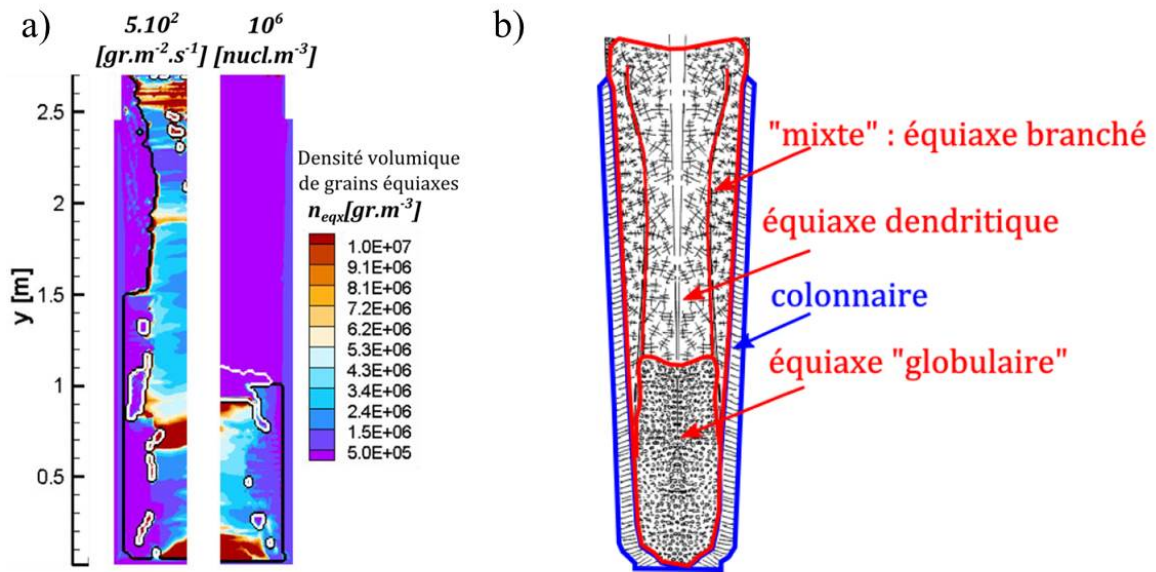 a)
5.10² 10⁶
[gr.m⁻².s⁻¹] [nucl.m⁻³]
y [m]
2.5
2
1.5
1
0.5
Densité volumique
de grains équiaxes
n_eqx[gr.m⁻³]
1.0E+07
9.1E+06
8.1E+06
7.2E+06
6.2E+06
5.3E+06
4.3E+06
3.4E+06
2.4E+06
1.5E+06
5.0E+05
b)
"mixte" : équiaxe branché
équiaxe dendritique
colonnaire
équiaxe "globulaire"